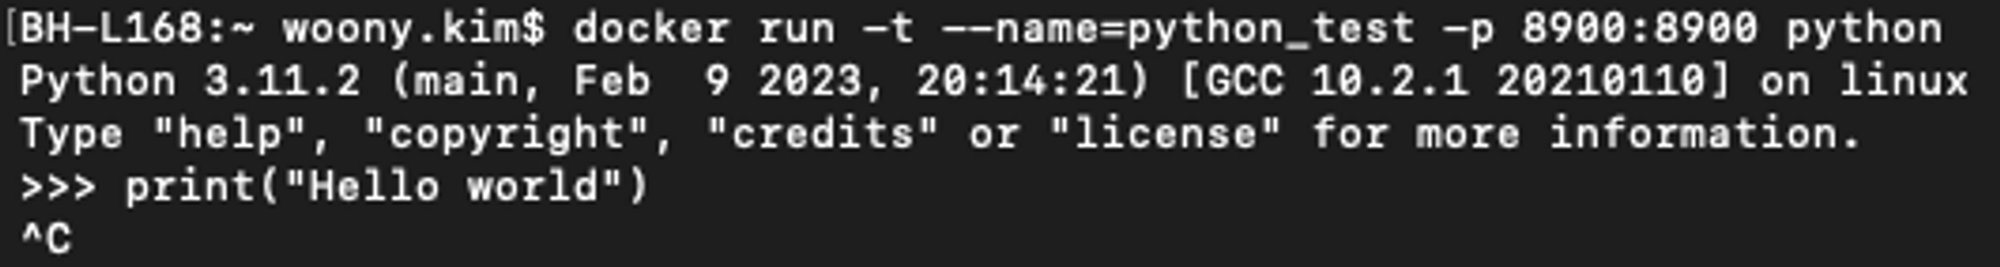 [BH-L168:~ woony.kim$ docker run -t --name=python_test -p 8900:8900 python
Python 3.11.2 (main, Feb  9 2023, 20:14:21) [GCC 10.2.1 20210110] on linux
Type "help", "copyright", "credits" or "license" for more information.
>>> print("Hello world")
^C